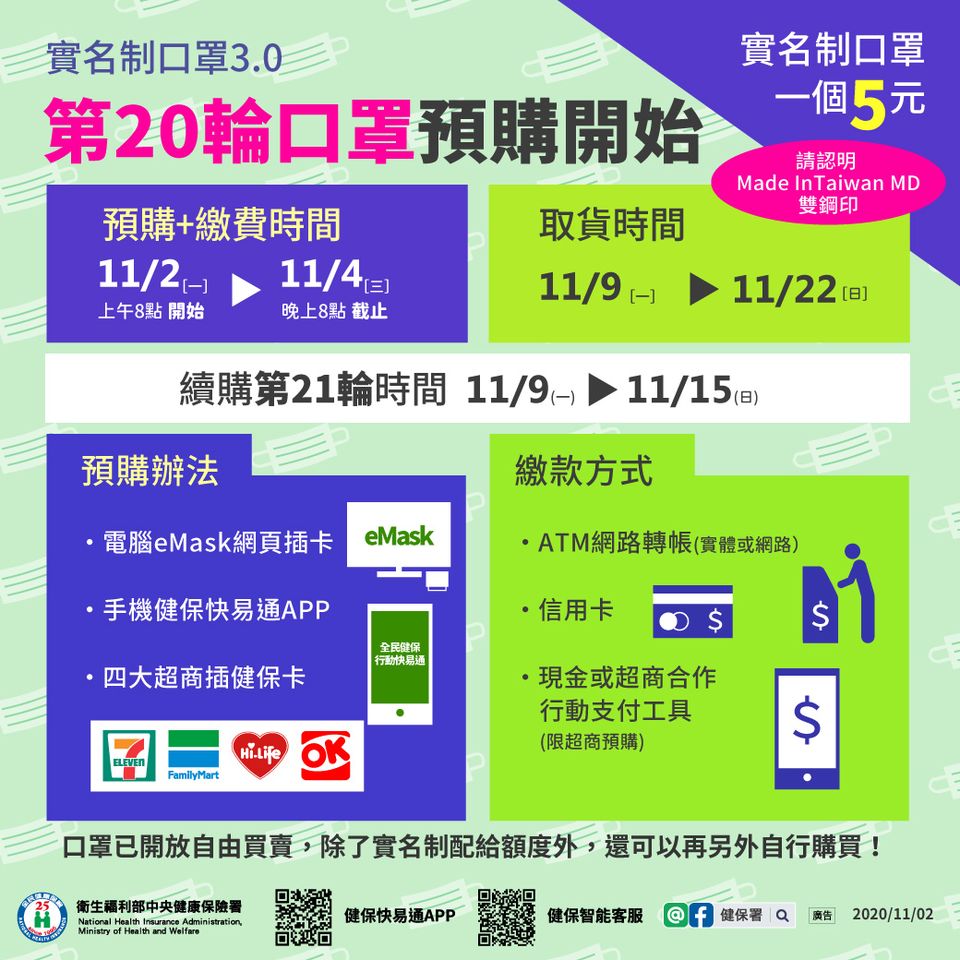 實名制口罩3.0
第20輪口罩預購開始
實名制口罩
一個5元
請認明
Made InTaiwan MD
雙鋼印
預購+繳費時間
11/2[一] ▶ 11/4[三]
上午8點 開始 晚上8點 截止
取貨時間
11/9 [一] ▶ 11/22 [日]
續購第21輪時間 11/9(一) ▶ 11/15(日)
預購辦法
・電腦eMask網頁插卡
eMask
・手機健保快易通APP
全民健保
行動快易通
・四大超商插健保卡
7 ELEVEn
FamilyMart
Hi-Life
OK
繳款方式
・ATM網路轉帳(實體或網路)
$
・信用卡
$
・現金或超商合作
行動支付工具
(限超商預購)
$
口罩已開放自由買賣，除了實名制配給額度外，還可以再另外自行購買！
25
衛生福利部中央健康保險署
National Health Insurance Administration,
Ministry of Health and Welfare
健保快易通APP
健保智能客服
@ f 健保署
廣告
2020/11/02